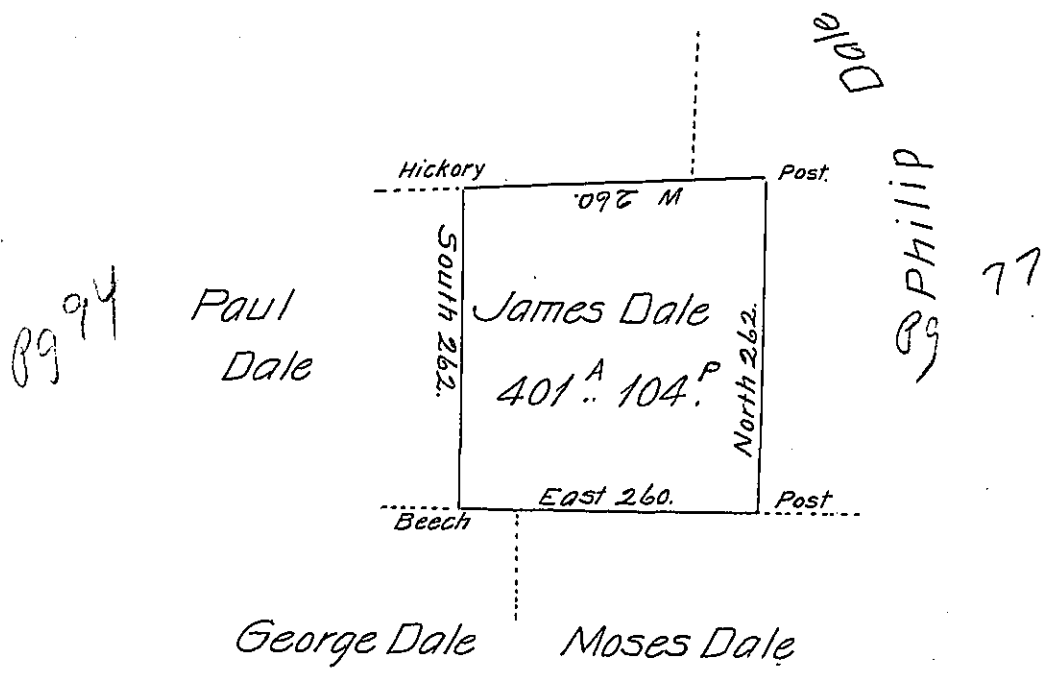 Dale
Philip
Pg 77
Hickory
Post.
W 260.
South 262.
Pg 94
Paul
Dale
James Dale
401 A .. 104 P.
North 262.
East 260.
Beech
Post
George Dale
Moses Dale